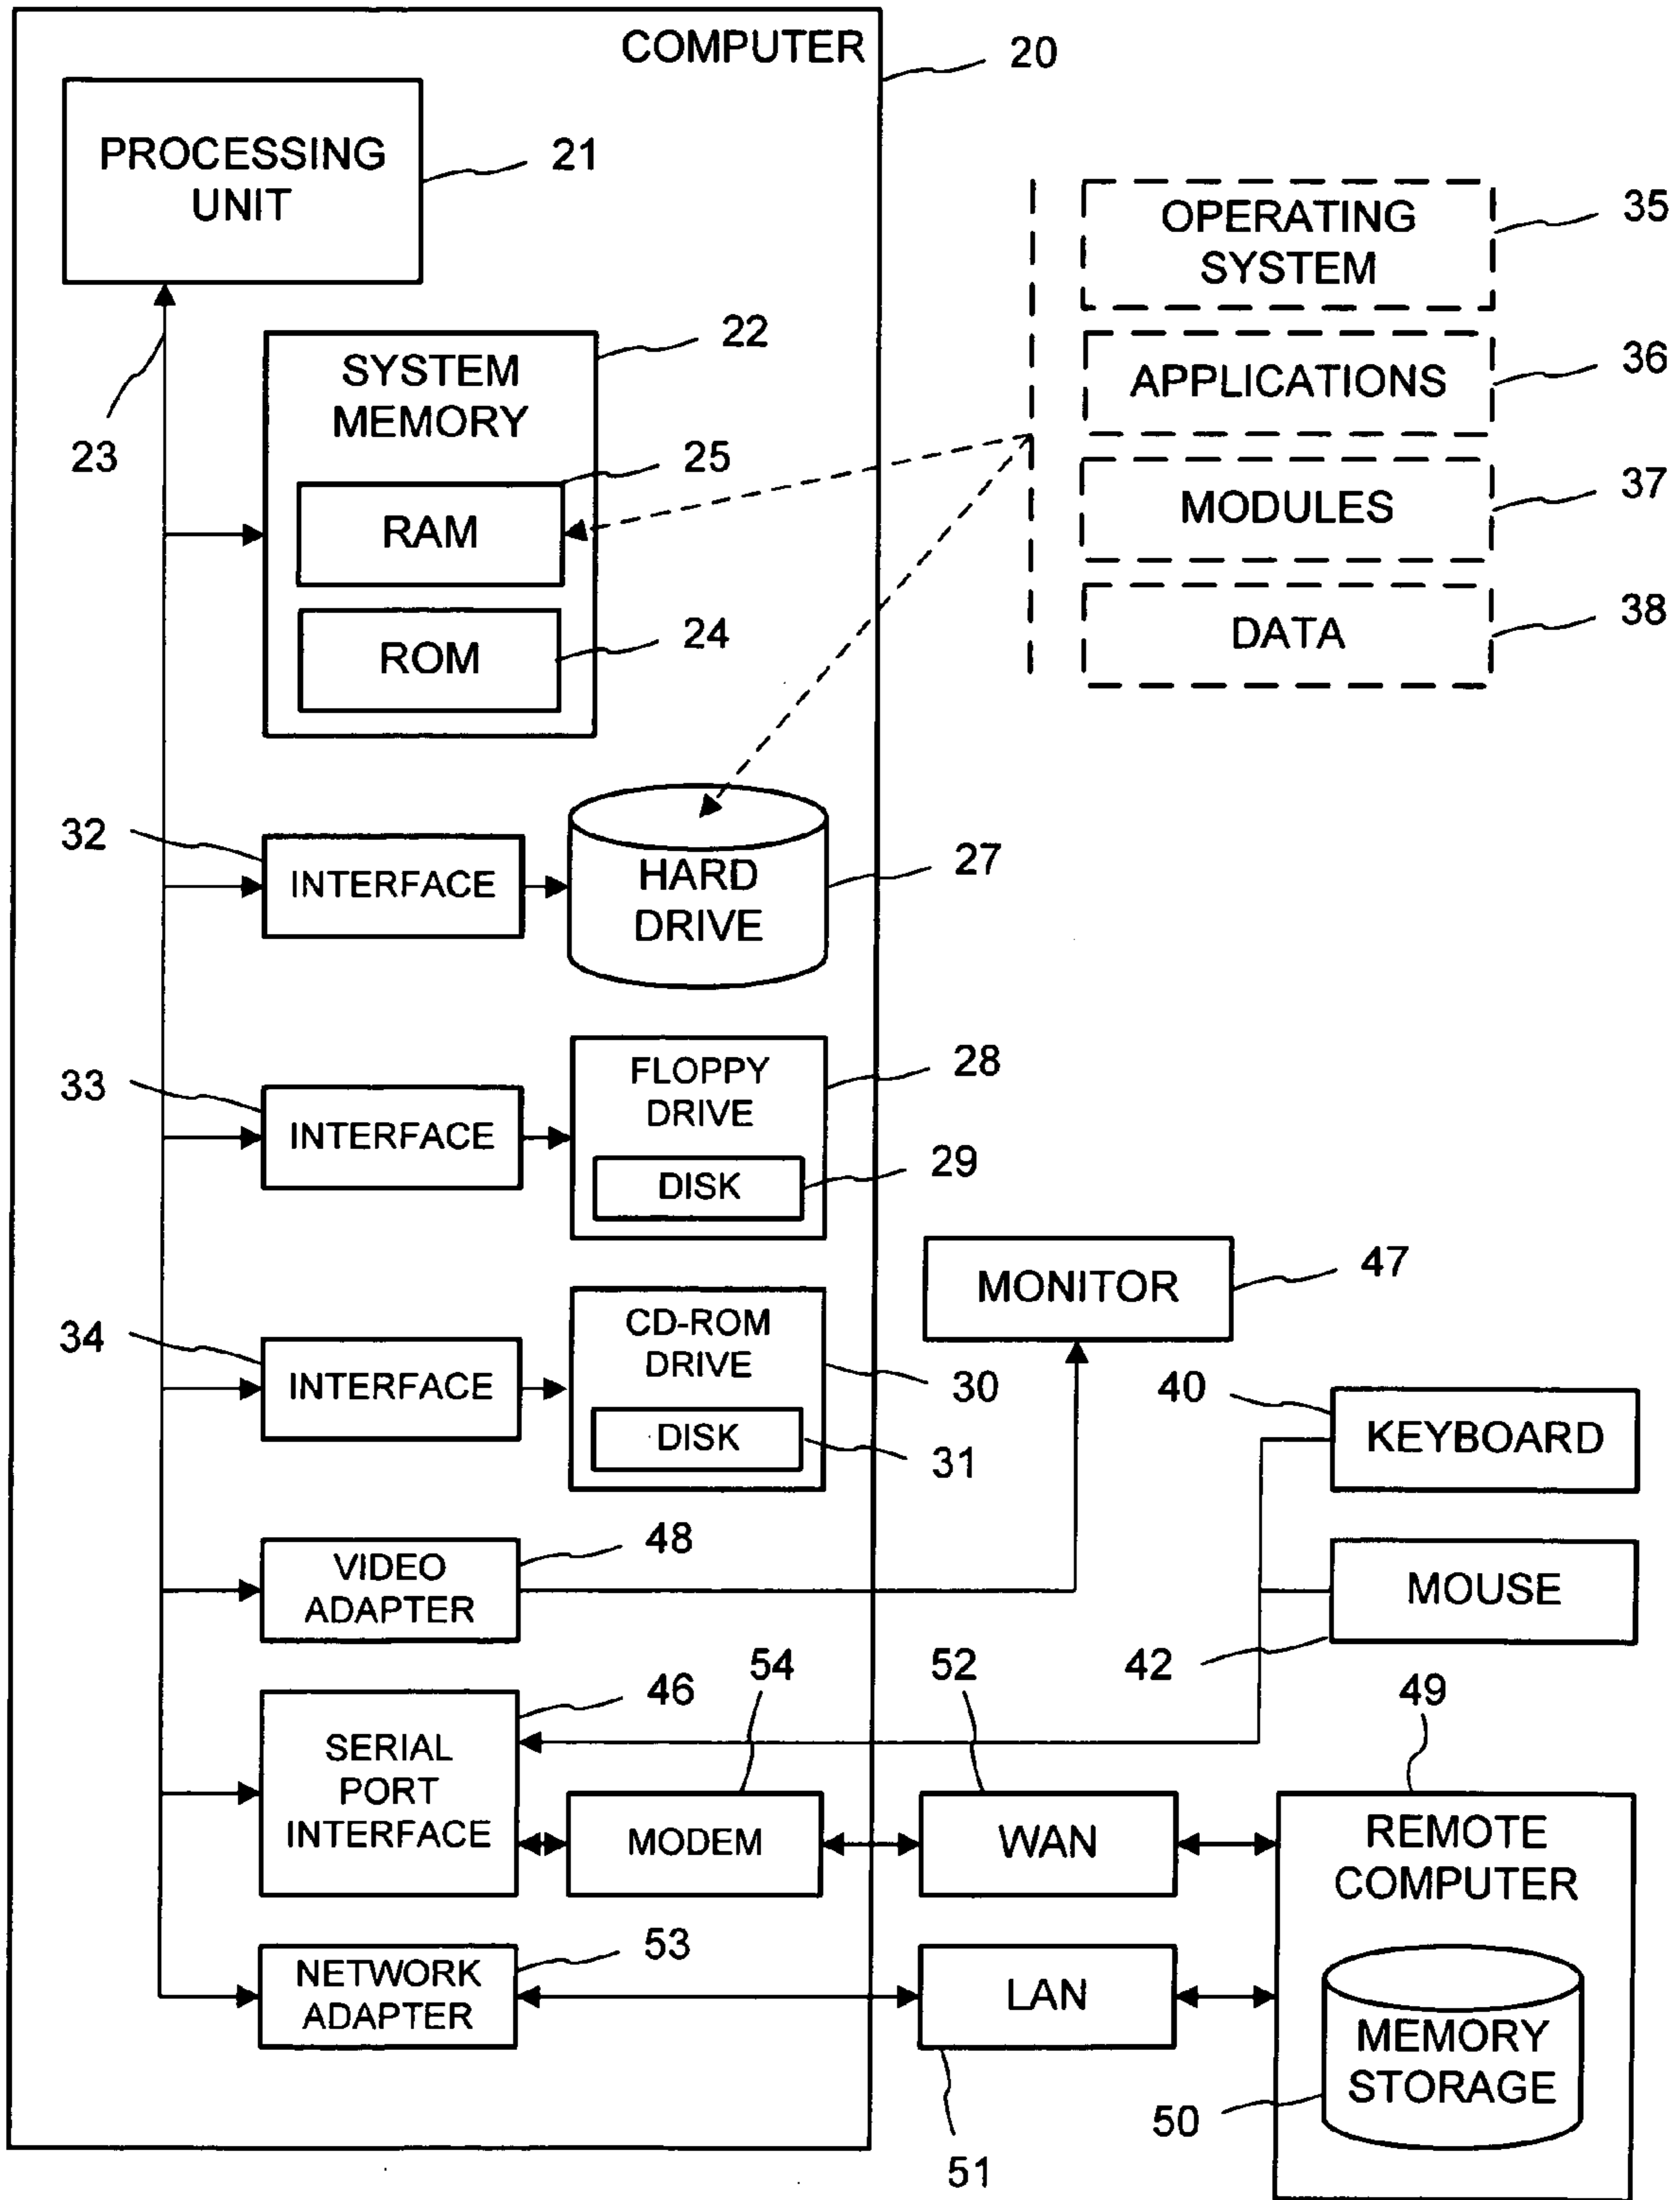 COMPUTER
20
PROCESSING
UNIT
21
23
SYSTEM
MEMORY
22
25
RAM
24
ROM
OPERATING
SYSTEM
35
APPLICATIONS
36
MODULES
37
DATA
38
32
INTERFACE
HARD
DRIVE
27
33
INTERFACE
FLOPPY
DRIVE
28
DISK
29
34
INTERFACE
CD-ROM
DRIVE
30
DISK
31
MONITOR
47
40
KEYBOARD
MOUSE
42
VIDEO
ADAPTER
48
46
SERIAL
PORT
INTERFACE
54
MODEM
52
WAN
49
REMOTE
COMPUTER
NETWORK
ADAPTER
53
LAN
51
MEMORY
STORAGE
50